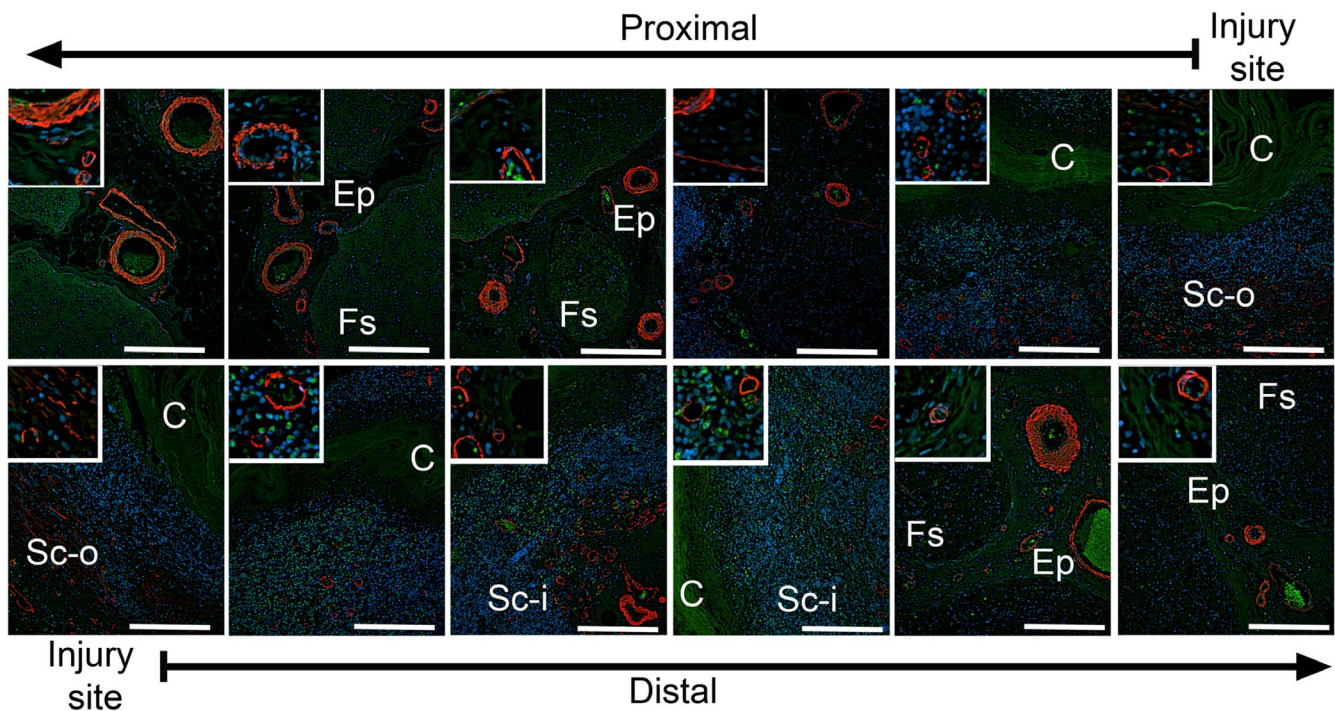 Proximal
Injury
site
Ep
Fs
Ep
Fs
C
C
Sc-o
C
Sc-o
C
Sc-i
C
Sc-i
Fs
Ep
Fs
Ep
Injury
site
Distal